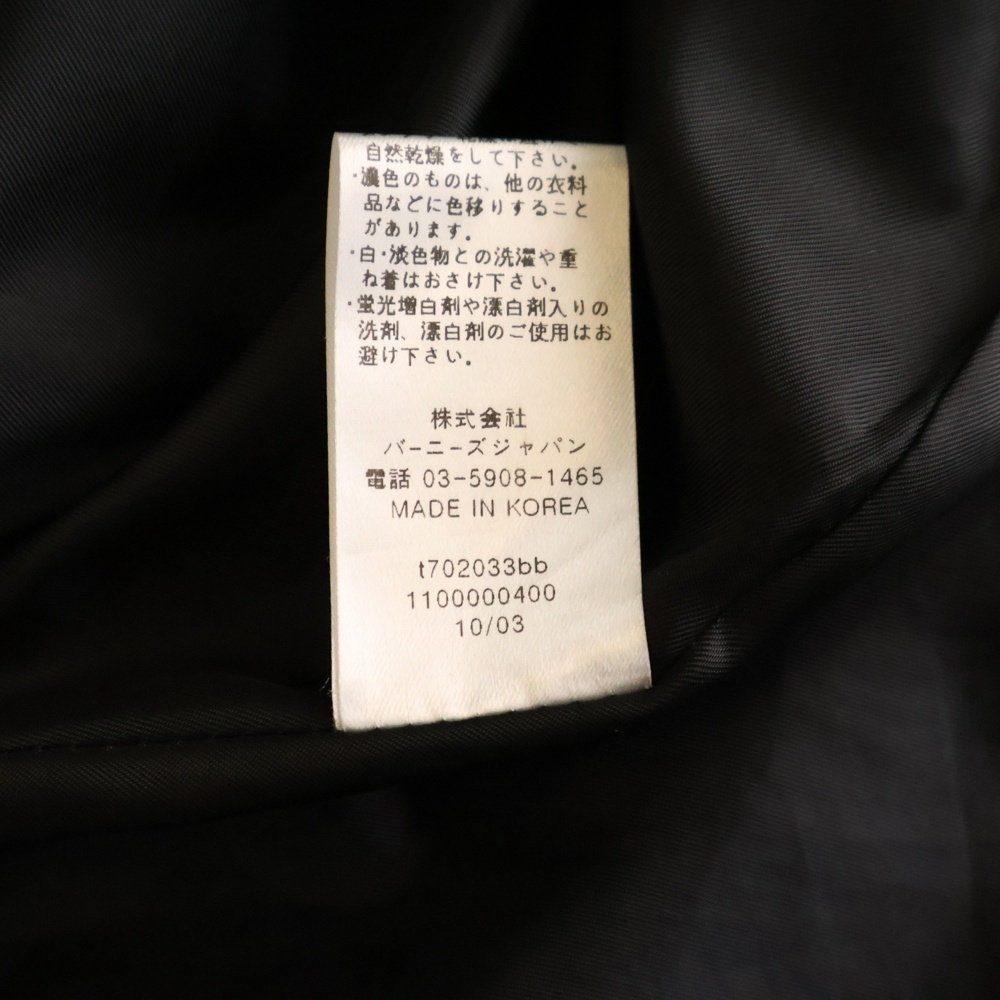 自然乾燥をして下さい。
・濃色のものは、他の衣料
品などに色移りすること
があります。
・白・淡色物との洗濯や重
ね着はおさけ下さい。
・蛍光増白剤や漂白剤入りの
洗剤、漂白剤のご使用はお
避け下さい。
株式会社
バーニーズジャパン
電話 03-5908-1465
MADE IN KOREA
t702033bb
1100000400
10/03